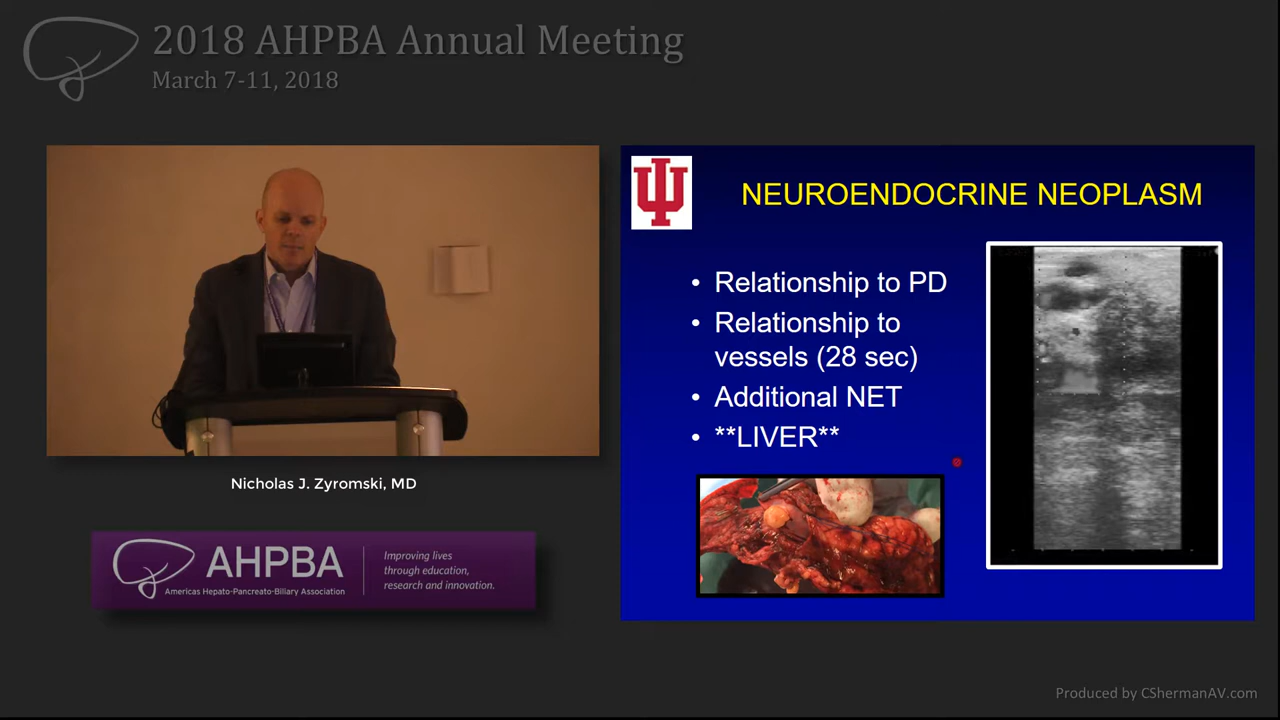 2018 AHPBA Annual Meeting
March 7-11, 2018
NEUROENDOCRINE NEOPLASM
• Relationship to PD
• Relationship to
vessels (28 sec)
• Additional NET
• **LIVER**
Nicholas J. Zyromski, MD
AHPBA
Americas Hepato-Pancreato-Biliary Association
Improving lives
through education,
research and innovation.
Produced by CShermanAV.com